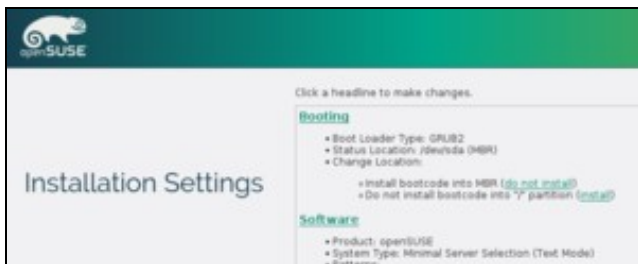 openSUSE
Click a headline to make changes.
Booting
• Boot Loader Type: GRUB2
• Status Location: /dev/sda (MBR)
• Change Location:
• Install bootcode into MBR (do not install)
• Do not install bootcode into "/" partition (install)
Installation Settings
Software
• Product: openSUSE
• System Type: Minimal Server Selection (Text Mode)
• Patterns: